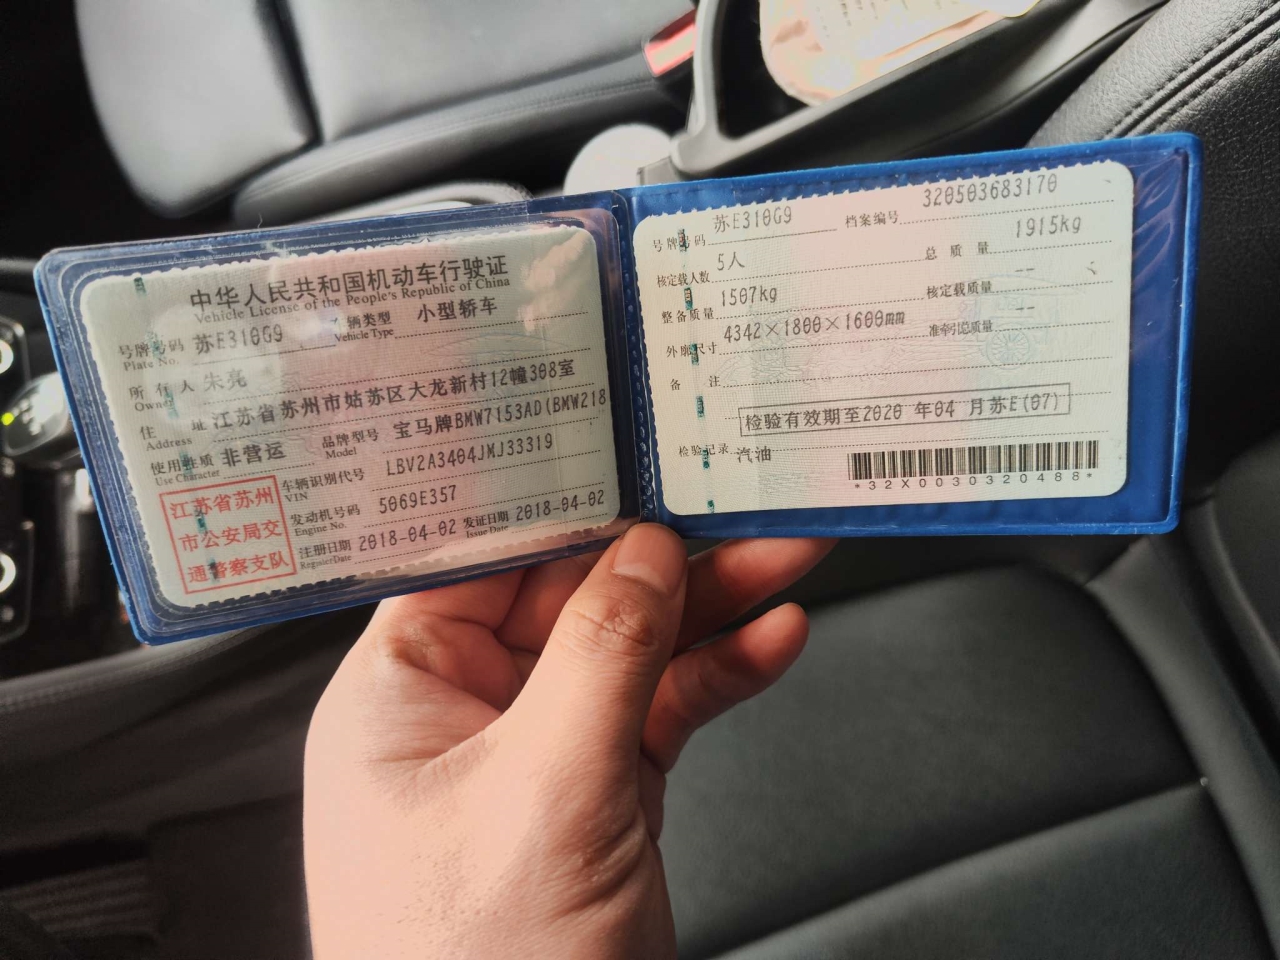 中华人民共和国机动车行驶证
Vehicle License of the People's Republic of China
号牌号码 苏E310G9 车辆类型 小型轿车
Plate No. Vehicle Type
所有人 朱亮
Owner
住址 江苏省苏州市姑苏区大龙新村12幢308室
Address
使用性质 非营运 品牌型号 宝马牌BMW7153AD(BMW218
Use Character Model
车辆识别代号 LBV2A3404JMJ33319
VIN
发动机号码 5069E357
Engine No.
注册日期 2018-04-02 发证日期 2018-04-02
Register Date Issue Date
江苏省苏州
市公安局交
通警察支队
号牌号码 苏E310G9 档案编号 320503683170
核定载人数 5人 总质量 1915kg
整备质量 1507kg 核定载质量 --
外廓尺寸 4342×1800×1600mm 准牵引总质量 --
备注
检验有效期至2020 年04 月苏E(07)
检验记录 汽油
*32X0030320488*